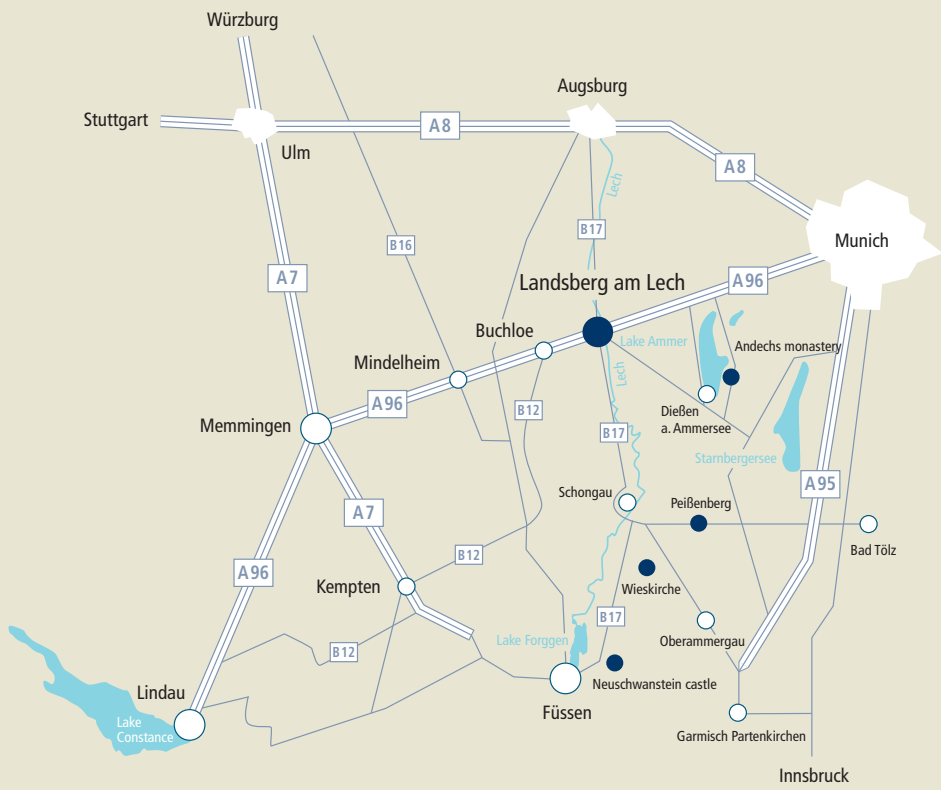 Würzburg
Augsburg
Stuttgart
A8
Ulm
A8
Lech
B17
Munich
B16
A7
Landsberg am Lech
A96
Buchloe
Lake Ammer
Andechs monastery
Mindelheim
Lech
A96
B12
Dießen
a. Ammersee
Memmingen
B17
Starnbergersee
A95
Schongau
Peißenberg
A7
Bad Tölz
B12
A96
Kempten
Wieskirche
B17
Lake Forggen
Oberammergau
B12
Neuschwanstein castle
Lindau
Füssen
Lake
Constance
Garmisch Partenkirchen
Innsbruck